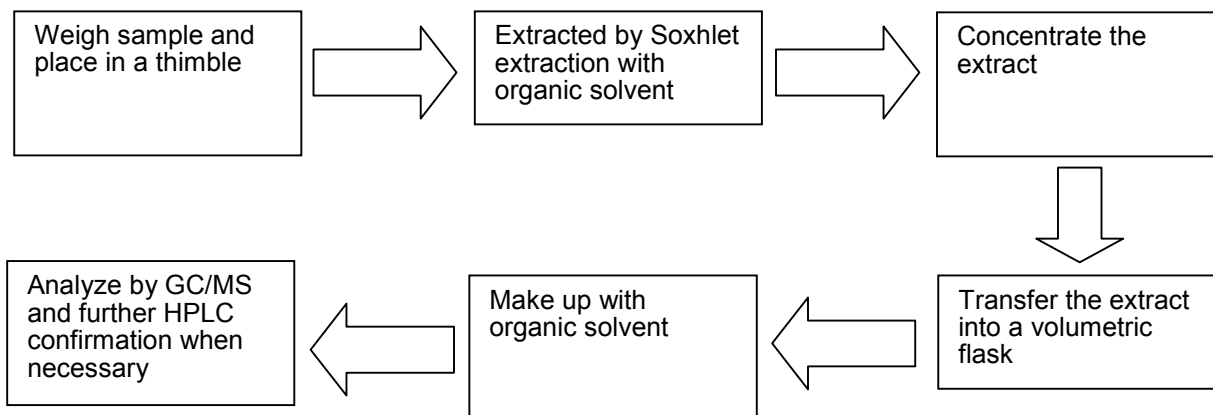 Weigh sample and
place in a thimble
Extracted by Soxhlet
extraction with
organic solvent
Concentrate the
extract
Transfer the extract
into a volumetric
flask
Make up with
organic solvent
Analyze by GC/MS
and further HPLC
confirmation when
necessary